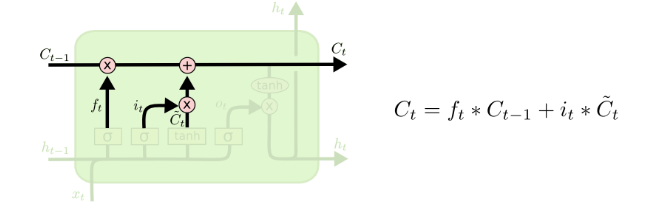 h_t
C_{t-1}
C_t
×
+
tanh
f_t
i_t
C̃_t
×
o_t
×
σ
σ
tanh
σ
h_{t-1}
h_t
x_t
C_t = f_t * C_{t-1} + i_t * C̃_t